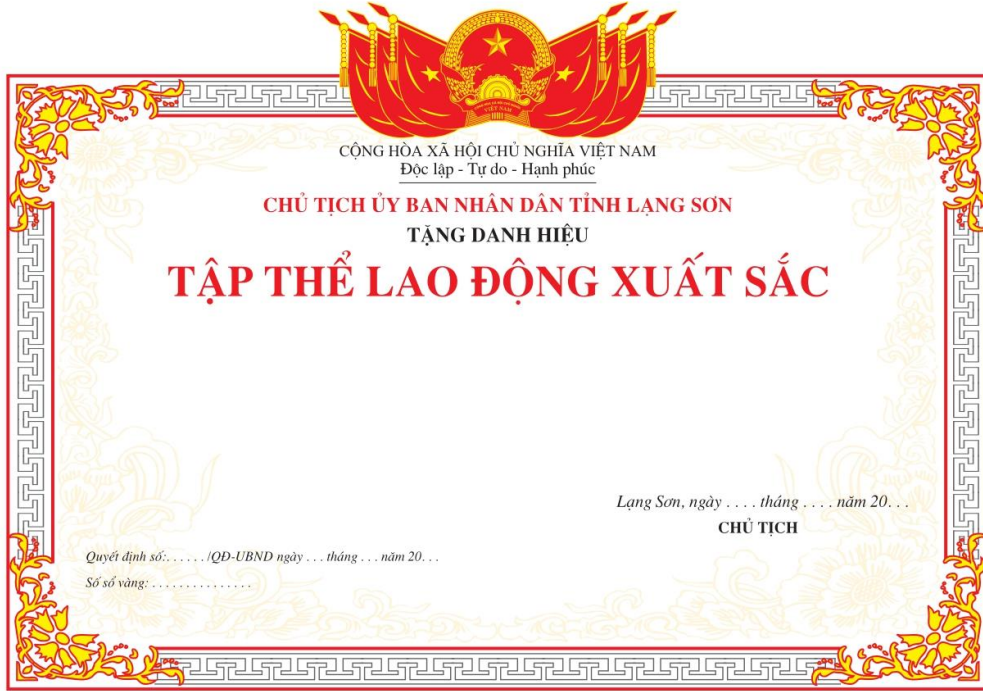 CỘNG HÒA XÃ HỘI CHỦ NGHĨA VIỆT NAM
Độc lập - Tự do - Hạnh phúc
CHỦ TỊCH ỦY BAN NHÂN DÂN TỈNH LẠNG SƠN
TẶNG DANH HIỆU
TẬP THỂ LAO ĐỘNG XUẤT SẮC
Lạng Sơn, ngày . . . . tháng . . . . năm 20. . .
CHỦ TỊCH
Quyết định số:. . . . . . /QĐ-UBND ngày . . . tháng . . . năm 20. . .
Số sổ vàng: . . . . . . . . . . . . . . .